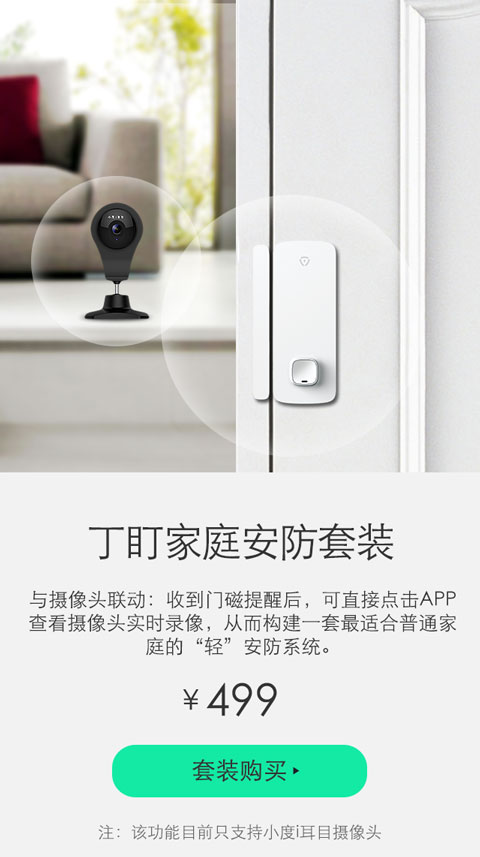 丁盯家庭安防套装
与摄像头联动：收到门磁提醒后，可直接点击APP
查看摄像头实时录像，从而构建一套最适合普通家
庭的“轻”安防系统。
¥ 499
套装购买
注：该功能目前只支持小度i耳目摄像头